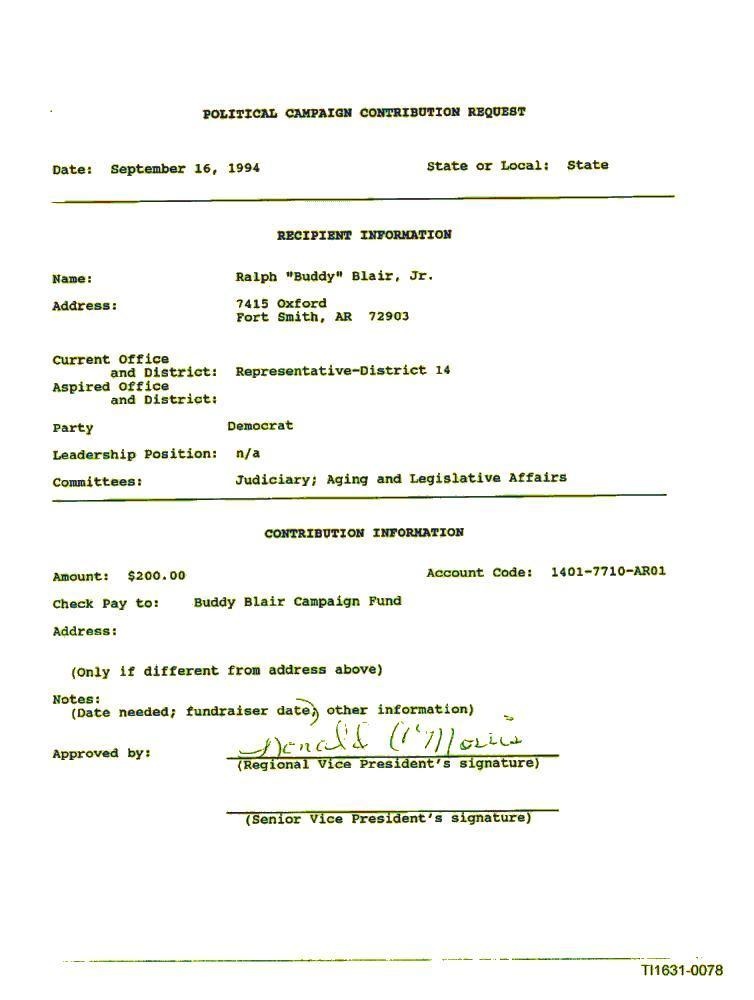 POLITICAL CAMPAIGN CONTRIBUTION REQUEST
Date: September 16, 1994 State or Local: State
RECIPIENT INFORMATION
Name: Ralph "Buddy" Blair, Jr.
Address: 7415 Oxford
Fort Smith, AR 72903
Current Office
and District: Representative-District 14
Aspired Office
and District:
Party Democrat
Leadership Position: n/a
Committees: Judiciary; Aging and Legislative Affairs
CONTRIBUTION INFORMATION
Amount: $200.00 Account Code: 1401-7710-AR01
Check Pay to: Buddy Blair Campaign Fund
Address:
(Only if different from address above)
Notes:
(Date needed; fundraiser date; other information)
Donald
Approved by:
(Regional Vice President's signature)
(Senior Vice President's signature)
TI1631-0078